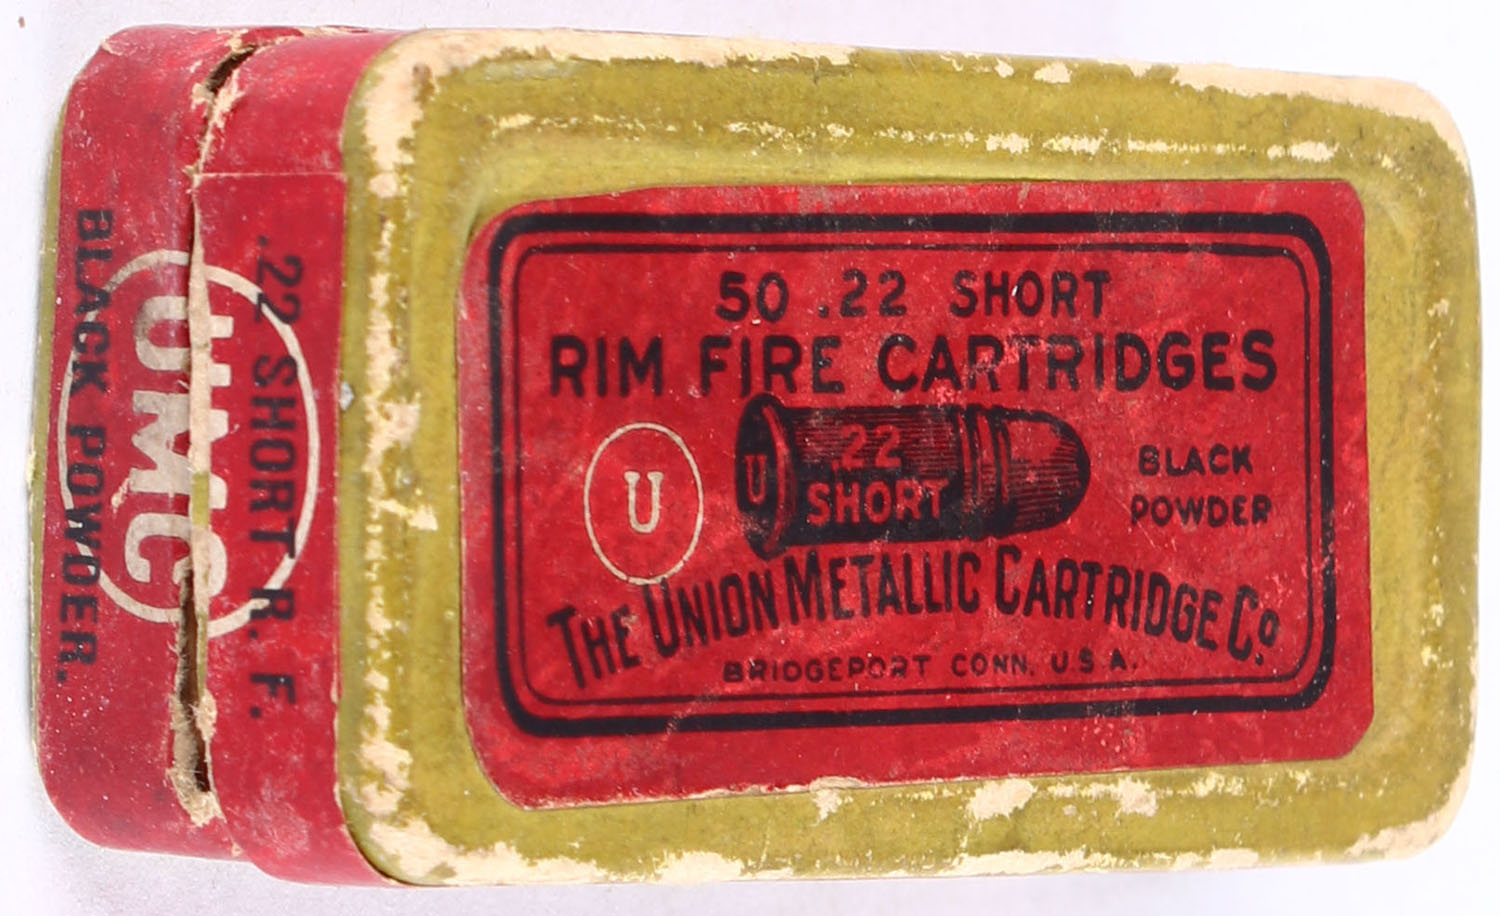 50 .22 SHORT
RIM FIRE CARTRIDGES
U
U
.22
SHORT
BLACK
POWDER
THE UNION METALLIC CARTRIDGE CO.
BRIDGEPORT CONN. U.S.A.
.22 SHORT R. F.
UMC
BLACK POWDER.